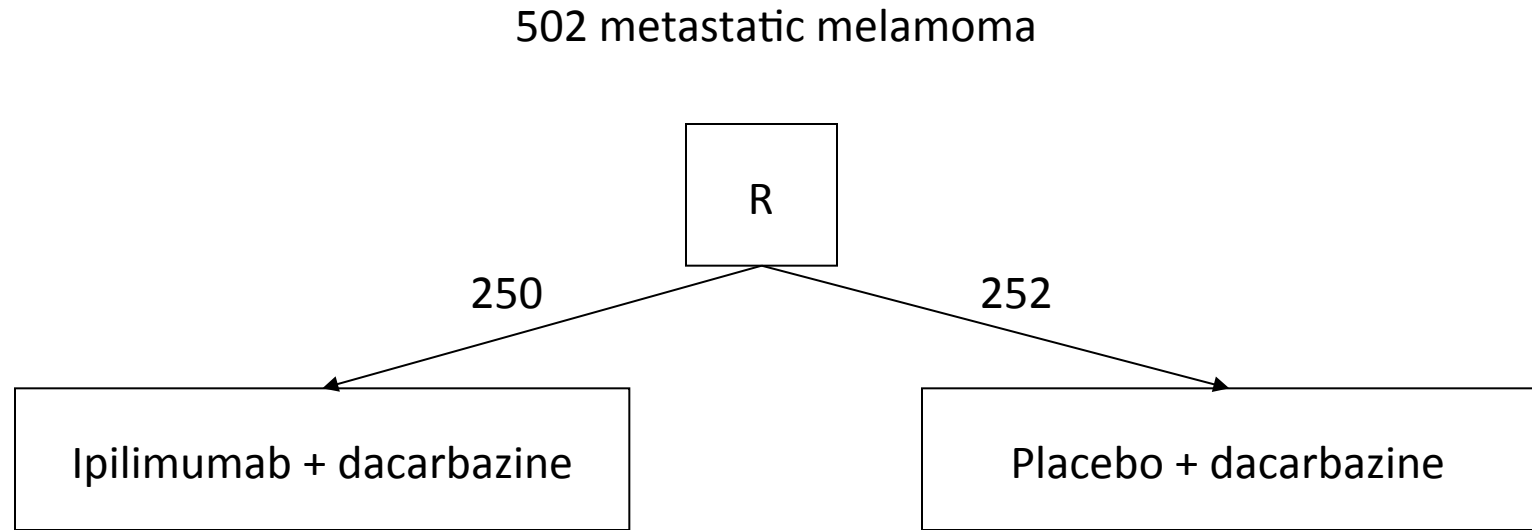 502 metastatic melamoma
R
250
252
Ipilimumab + dacarbazine
Placebo + dacarbazine